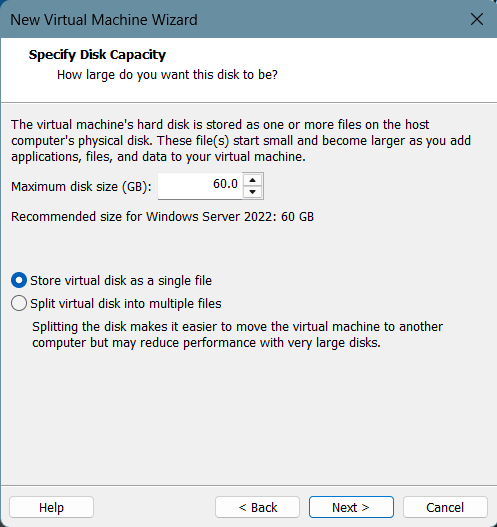 New Virtual Machine Wizard
Specify Disk Capacity
How large do you want this disk to be?
The virtual machine's hard disk is stored as one or more files on the host
computer's physical disk. These file(s) start small and become larger as you add
applications, files, and data to your virtual machine.
Maximum disk size (GB): 60.0
Recommended size for Windows Server 2022: 60 GB
Store virtual disk as a single file
Split virtual disk into multiple files
Splitting the disk makes it easier to move the virtual machine to another
computer but may reduce performance with very large disks.
Help < Back Next > Cancel